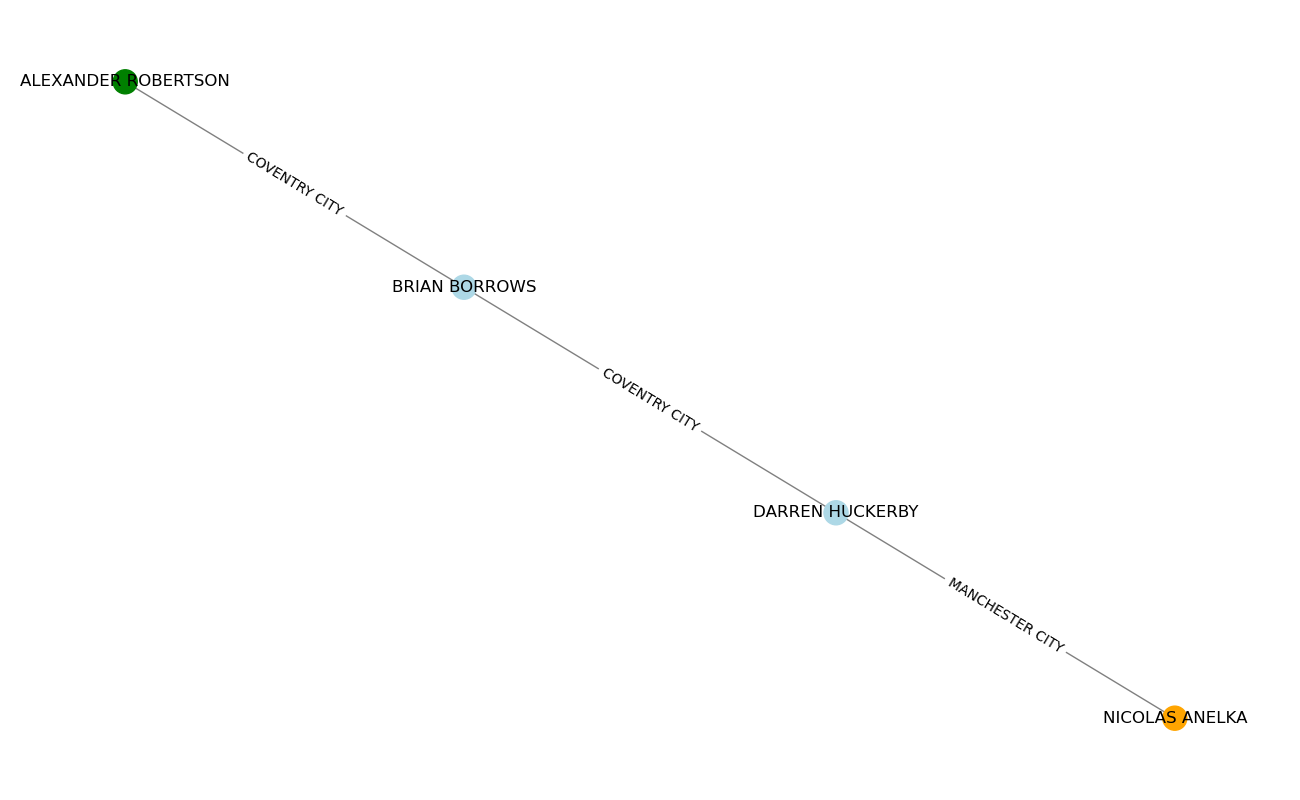 ALEXANDER ROBERTSON
COVENTRY CITY
BRIAN BORROWS
COVENTRY CITY
DARREN HUCKERBY
MANCHESTER CITY
NICOLAS ANELKA